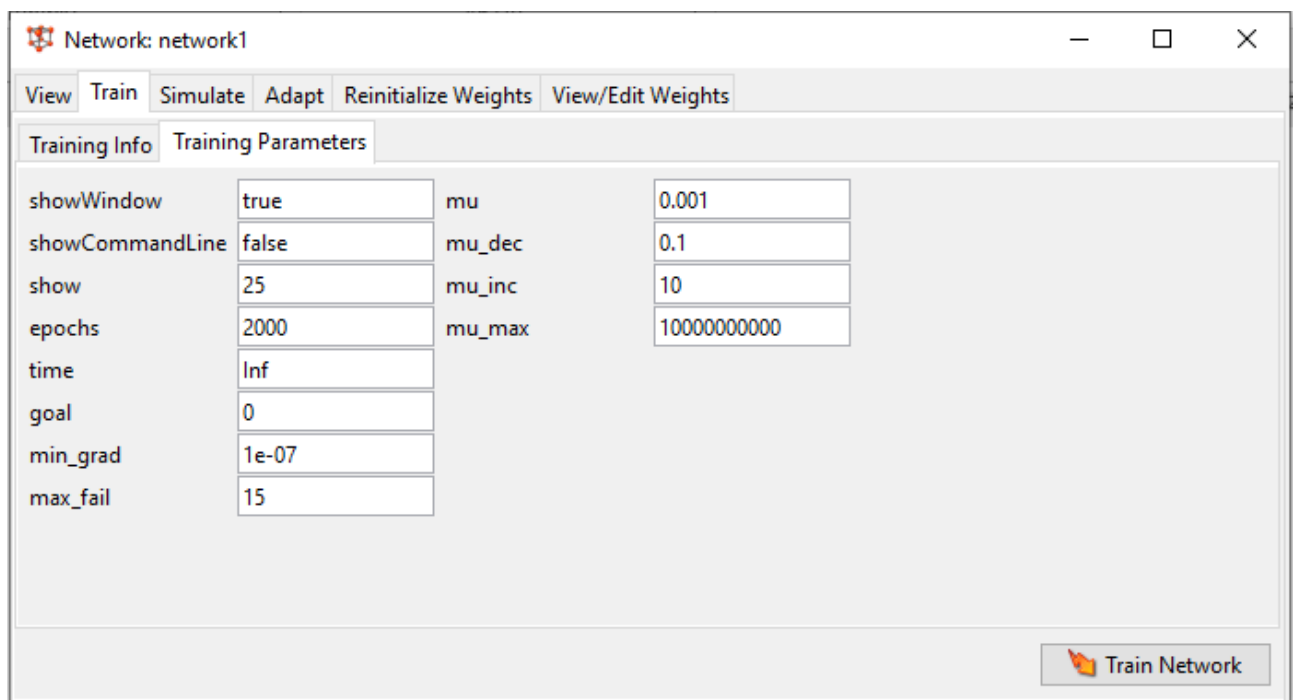 Network: network1
View Train Simulate Adapt Reinitialize Weights View/Edit Weights
Training Info Training Parameters
showWindow true mu 0.001
showCommandLine false mu_dec 0.1
show 25 mu_inc 10
epochs 2000 mu_max 10000000000
time Inf
goal 0
min_grad 1e-07
max_fail 15
Train Network